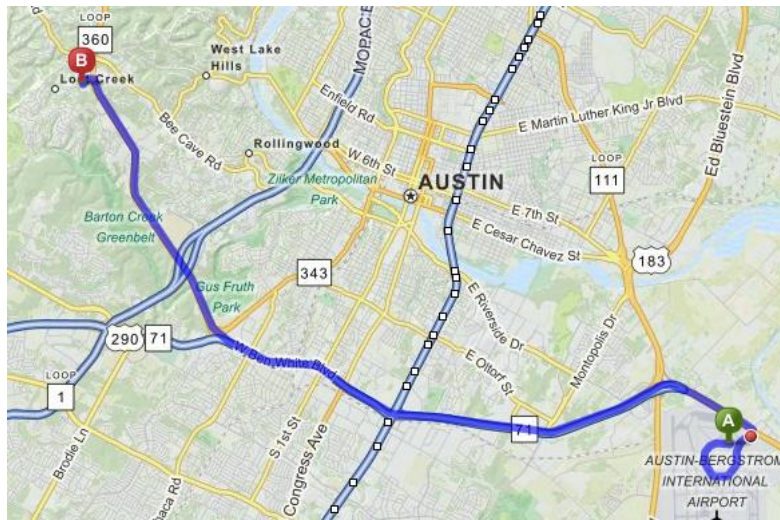 LOOP
360
B
West Lake
Hills
Lost Creek
MOPAC E
Enfield Rd
E Martin Luther King Jr Blvd
Ed Bluestein Blvd
Bee Cave Rd
Rollingwood
W 6th St
LOOP
111
Zilker Metropolitan
Park
AUSTIN
E 7th St
Barton Creek
Greenbelt
E Cesar Chavez St
183
343
Gus Fruth
Park
E Riverside Dr
Montopolis Dr
290
71
W Ben White Blvd
E Oltorf St
LOOP
1
71
A
S 1st St
Congress Ave
Brodie Ln
AUSTIN-BERGSTROM
INTERNATIONAL
AIRPORT